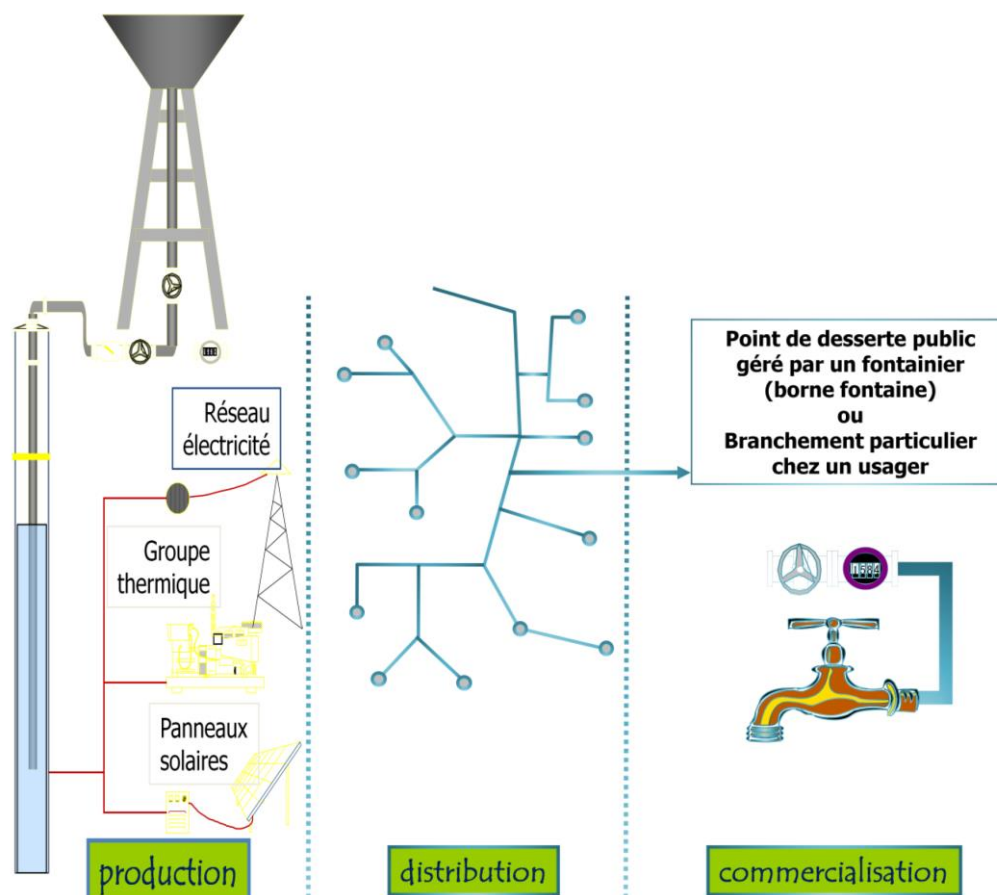 Réseau
électricité
Groupe
thermique
Panneaux
solaires
production
distribution
Point de desserte public
géré par un fontainier
(borne fontaine)
ou
Branchement particulier
chez un usager
1584
commercialisation